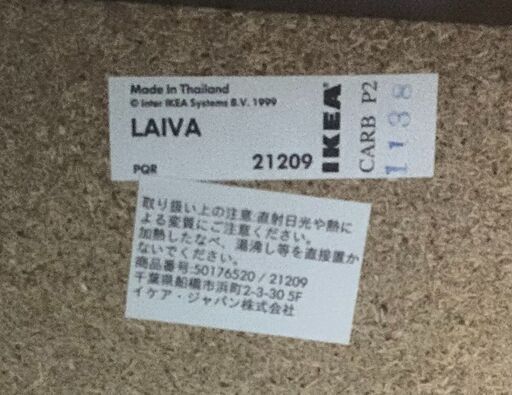 Made In Thailand
© Inter IKEA Systems B.V. 1999
LAIVA
PQR 21209
IKEA
CARB P2
1138
取り扱い上の注意:直射日光や熱に
よる変質にご注意ください。
加熱したなべ、湯沸し等を直接置か
ないでください。
商品番号:50176520 / 21209
千葉県船橋市浜町2-3-30 5F
イケア・ジャパン株式会社